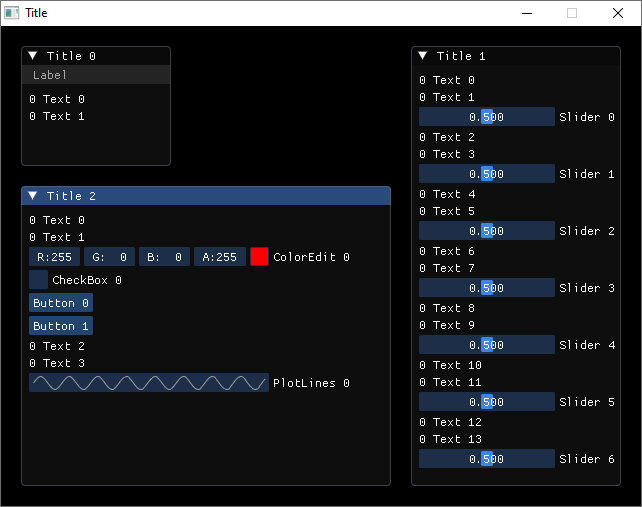 Title
Title 0
Label
0 Text 0
0 Text 1
Title 2
0 Text 0
0 Text 1
R:255 G: 0 B: 0 A:255 ColorEdit 0
CheckBox 0
Button 0
Button 1
0 Text 2
0 Text 3
PlotLines 0
Title 1
0 Text 0
0 Text 1
0.500 Slider 0
0 Text 2
0 Text 3
0.500 Slider 1
0 Text 4
0 Text 5
0.500 Slider 2
0 Text 6
0 Text 7
0.500 Slider 3
0 Text 8
0 Text 9
0.500 Slider 4
0 Text 10
0 Text 11
0.500 Slider 5
0 Text 12
0 Text 13
0.500 Slider 6